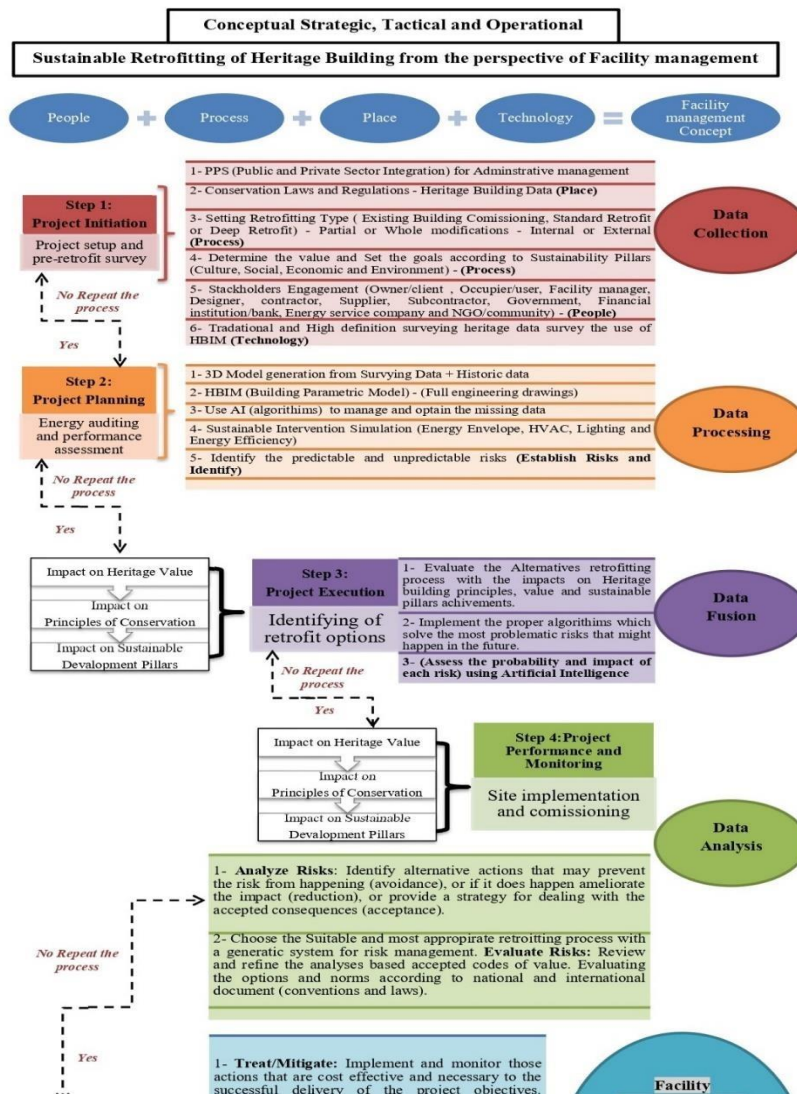 Conceptual Strategic, Tactical and Operational
Sustainable Retrofitting of Heritage Building from the perspective of Facility management
People
Process
Place
Technology
Facility
management
Concept
Step 1:
Project Initiation
Project setup and
pre-retrofit survey
1- PPS (Public and Private Sector Integration) for Adminstrative management
2- Conservation Laws and Regulations - Heritage Building Data (Place)
3- Setting Retrofitting Type ( Existing Building Comissioning, Standard Retrofit
or Deep Retrofit) - Partial or Whole modifications - Internal or External
(Process)
4- Determine the value and Set the goals according to Sustainability Pillars
(Culture, Social, Economic and Environment) - (Process)
5- Stackholders Engagement (Owner/client , Occupier/user, Facility manager,
Designer, contractor, Supplier, Subcontractor, Government, Financial
institution/bank, Energy service company and NGO/community) - (People)
6- Tradational and High definition surveying heritage data survey the use of
HBIM (Technology)
Data
Collection
No Repeat the
process
Yes
Step 2:
Project Planning
Energy auditing
and performance
assessment
1- 3D Model generation from Survying Data + Historic data
2- HBIM (Building Parametric Model) - (Full engineering drawings)
3- Use AI (algorithims) to manage and optain the missing data
4- Sustainable Intervention Simulation (Energy Envelope, HVAC, Lighting and
Energy Efficiency)
5- Identify the predictable and unpredictable risks (Establish Risks and
Identify)
Data
Processing
No Repeat the
process
Yes
Impact on Heritage Value
Impact on
Principles of Conservation
Impact on Sustainable
Devalopment Pillars
Step 3:
Project Execution
Identifying of
retrofit options
1- Evaluate the Alternatives retrofitting
process with the impacts on Heritage
building principles, value and sustainable
pillars achivements.
2- Implement the proper algorithims which
solve the most problematic risks that might
happen in the future.
3- (Assess the probability and impact of
each risk) using Artificial Intelligence
Data
Fusion
No Repeat the
process
Yes
Impact on Heritage Value
Impact on
Principles of Conservation
Impact on Sustainable
Devalopment Pillars
Step 4:Project
Performance and
Monitoring
Site implementation
and comissioning
Data
Analysis
1- Analyze Risks: Identify alternative actions that may prevent
the risk from happening (avoidance), or if it does happen ameliorate
the impact (reduction), or provide a strategy for dealing with the
accepted consequences (acceptance).
2- Choose the Suitable and most appropirate retroitting process with
a generatic system for risk management. Evaluate Risks: Review
and refine the analyses based accepted codes of value. Evaluating
the options and norms according to national and international
document (conventions and laws).
No Repeat the
process
Yes
1- Treat/Mitigate: Implement and monitor those
actions that are cost effective and necessary to the
successful delivery of the project objectives.
Facility